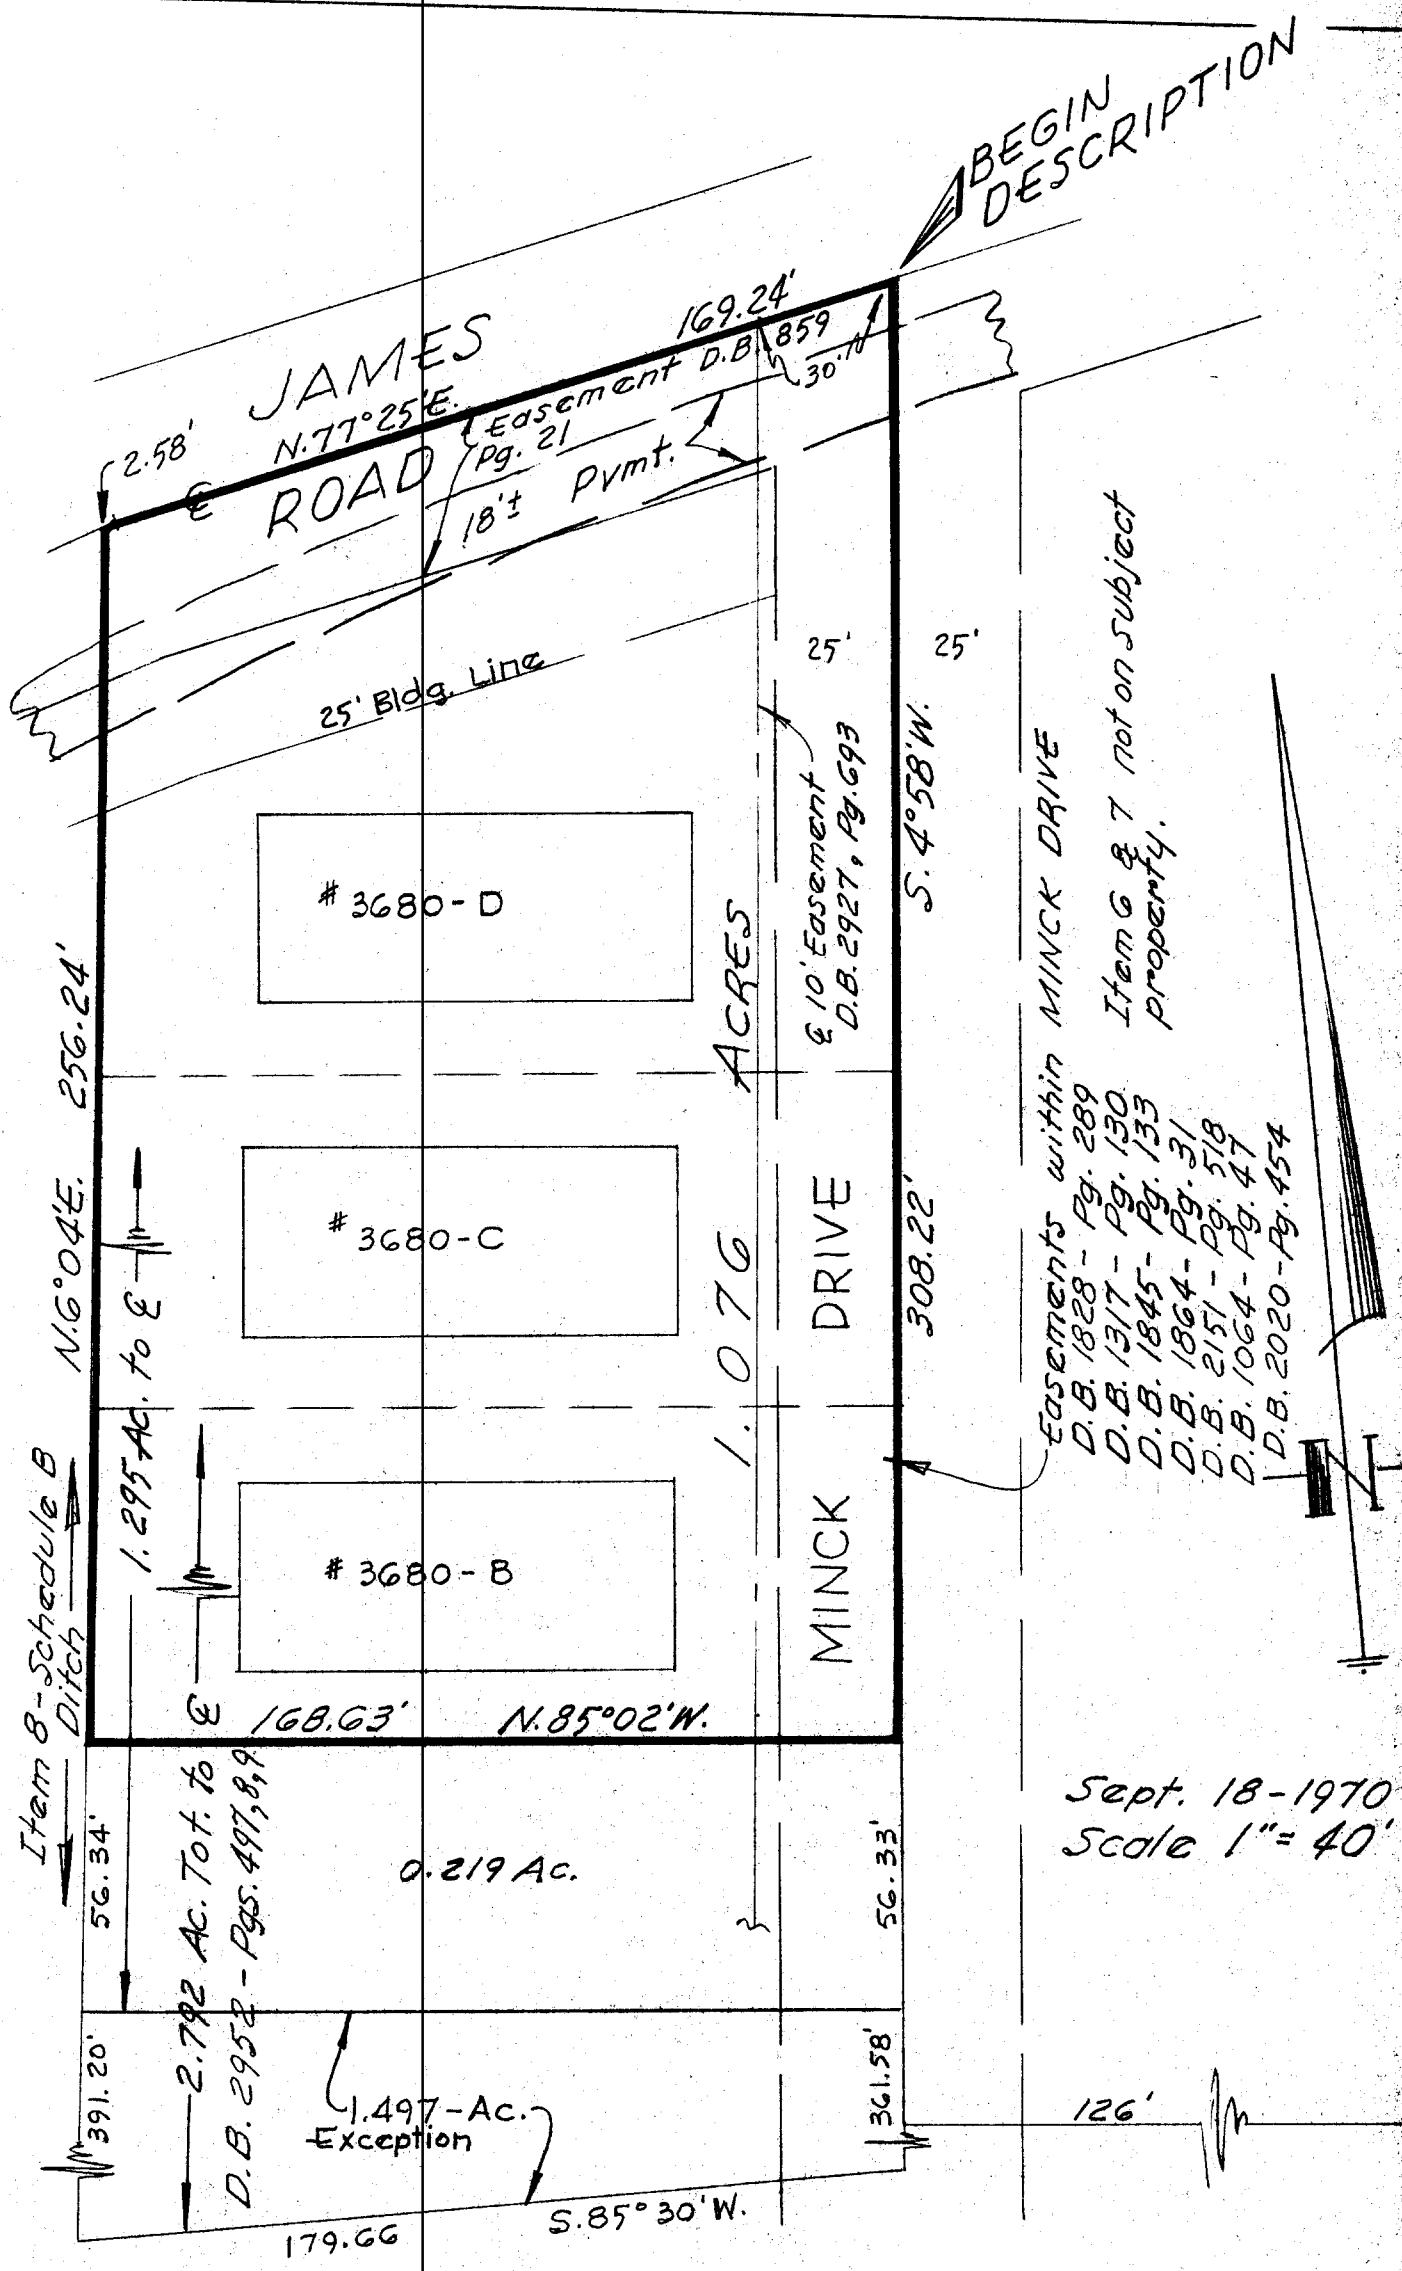 BEGIN
DESCRIPTION
169.24'
JAMES
N.77°25'E.
Easement D.B. 859
Pg. 21
30'
2.58'
℄
ROAD
18'± Pvmt.
25' Bldg. Line
25'
25'
℄ 10' Easement
D.B. 2927, Pg. 693
S. 4°58'W.
308.22'
# 3680-D
# 3680-C
# 3680-B
1.076 ACRES
MINCK DRIVE
N.6°04'E. 256.24'
1.295 Ac. to ℄
Item 8-Schedule B
Ditch
168.63' N.85°02'W.
2.792 Ac. Tot. to ℄
D.B. 2952 - Pgs. 497,8,9
Easements within MINCK DRIVE
D.B. 1828 - Pg. 289
D.B. 1317 - Pg. 130
D.B. 1845 - Pg. 133
D.B. 1864 - Pg. 31
D.B. 2151 - Pg. 518
D.B. 1064 - Pg. 47
D.B. 2020 - Pg. 454
Item 6 & 7 not on subject
property.
N
Sept. 18-1970
Scale 1"= 40'
56.34'
0.219 Ac.
56.33'
391.20'
361.58'
1.497-Ac.
Exception
126'
179.66
S.85°30'W.